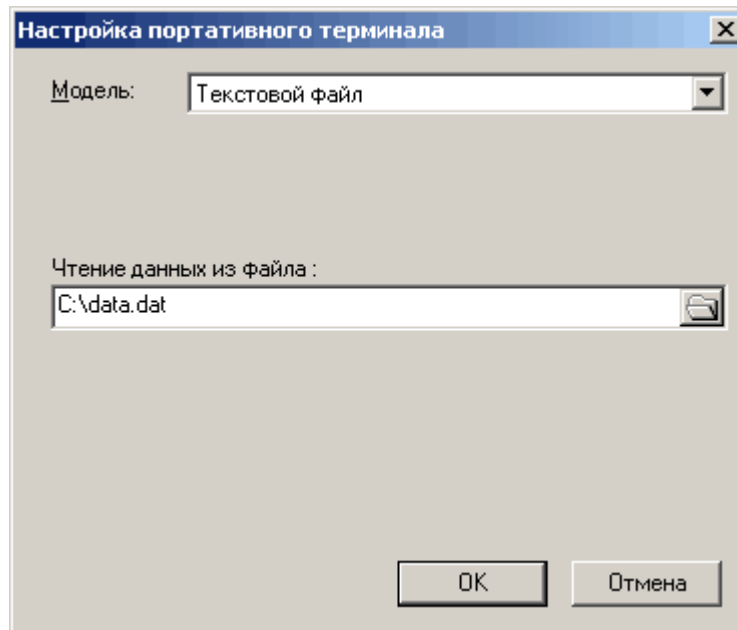 Настройка портативного терминала
Модель: Текстовой файл
Чтение данных из файла :
C:\data.dat
OK Отмена